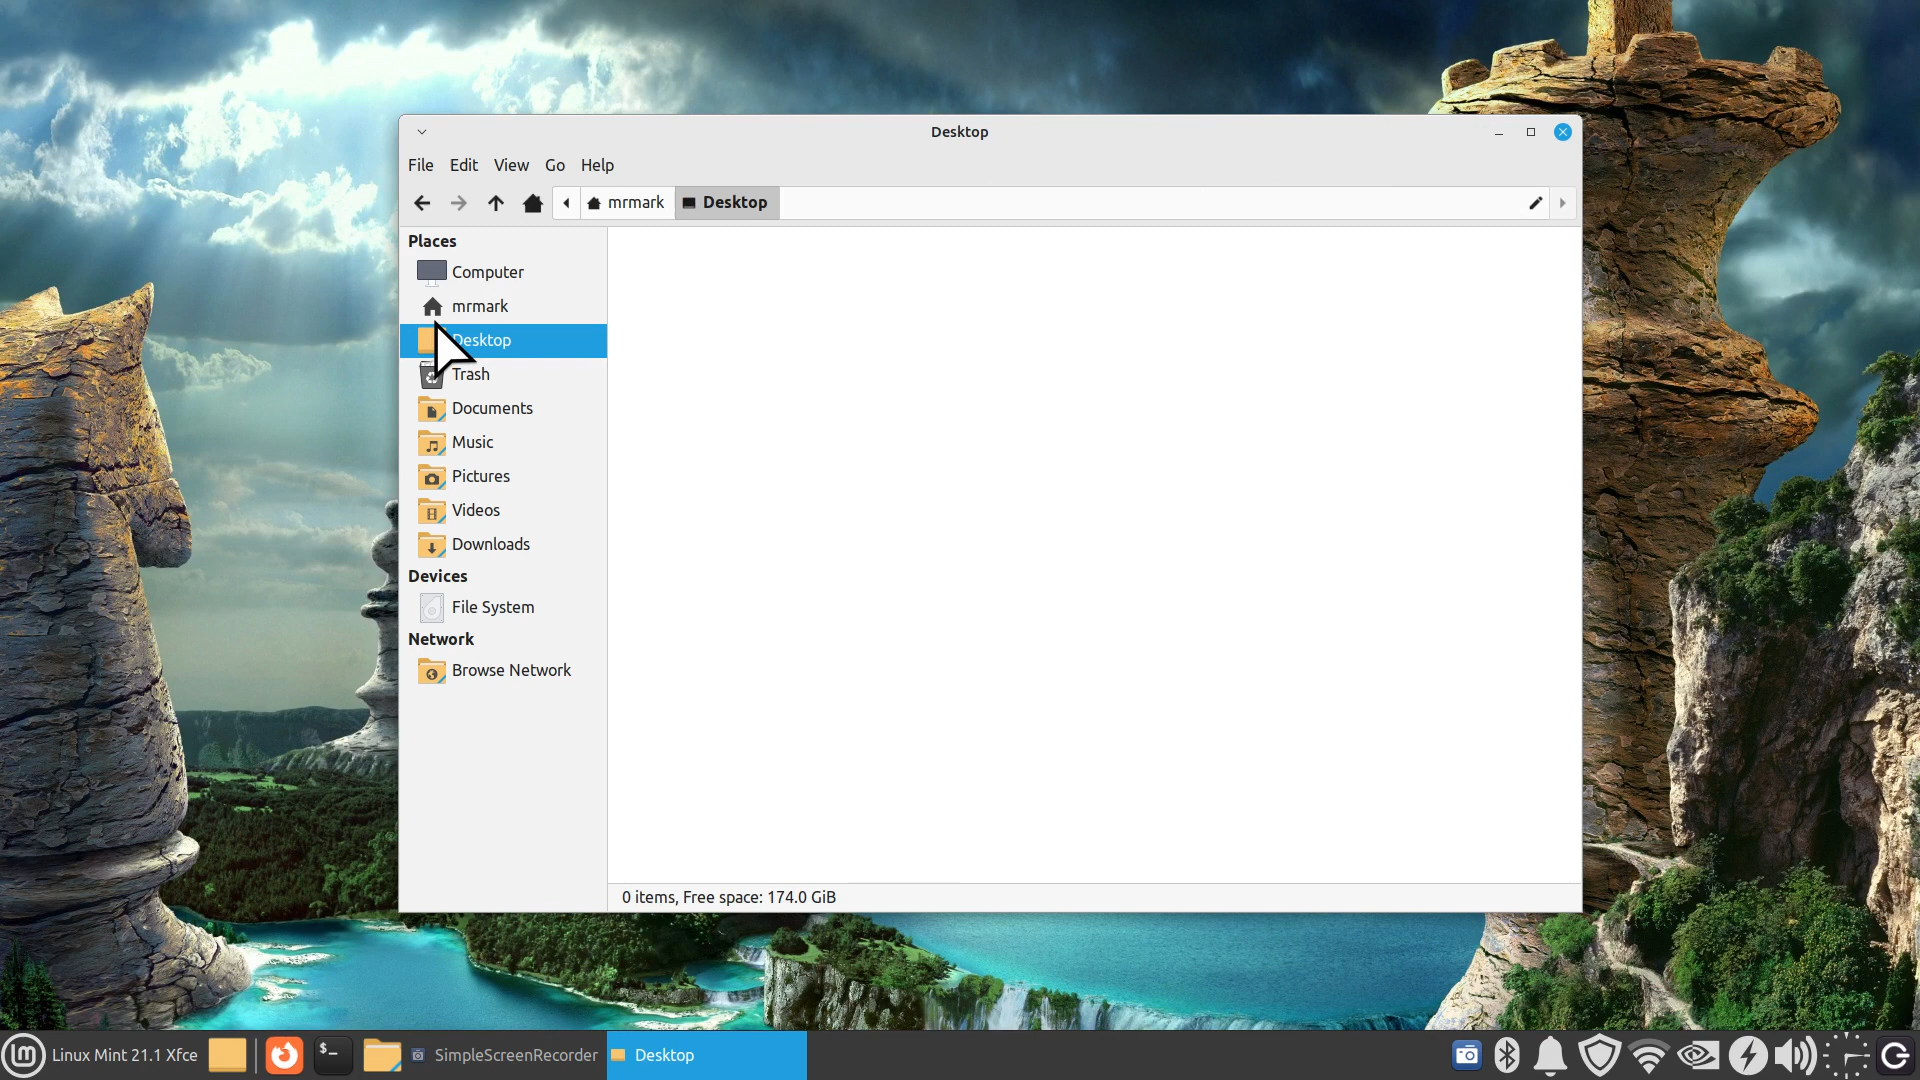 Desktop
File Edit View Go Help
mrmark Desktop
Places
Computer
mrmark
Desktop
Trash
Documents
Music
Pictures
Videos
Downloads
Devices
File System
Network
Browse Network
0 items, Free space: 174.0 GiB
Linux Mint 21.1 Xfce $_ SimpleScreenRecorder Desktop